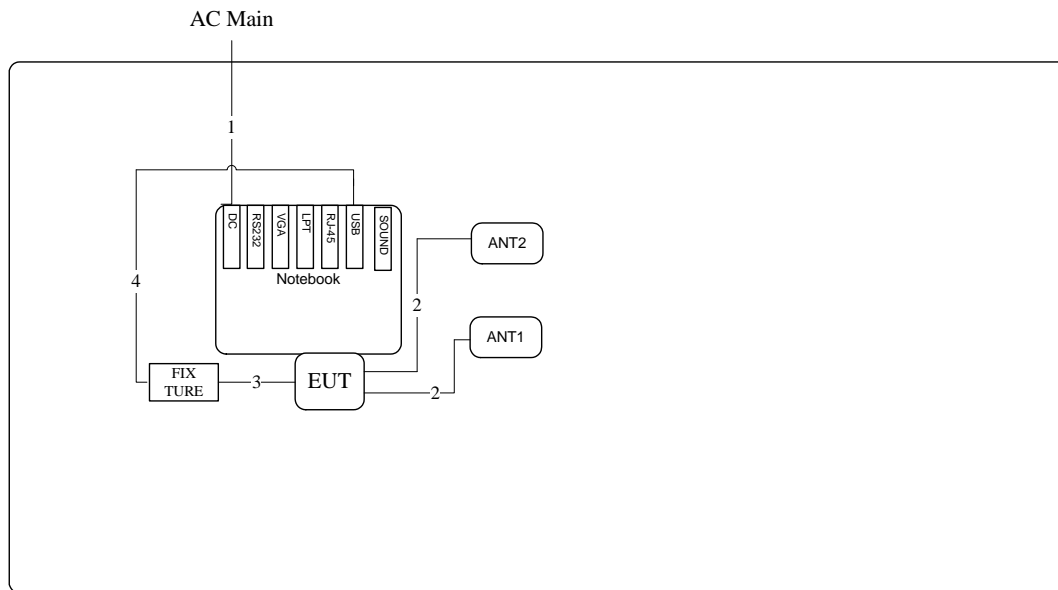 AC Main
1
DC
RS232
VGA
LPT
RJ-45
USB
SOUND
Notebook
ANT2
4
2
ANT1
FIX
TURE
3
EUT
2